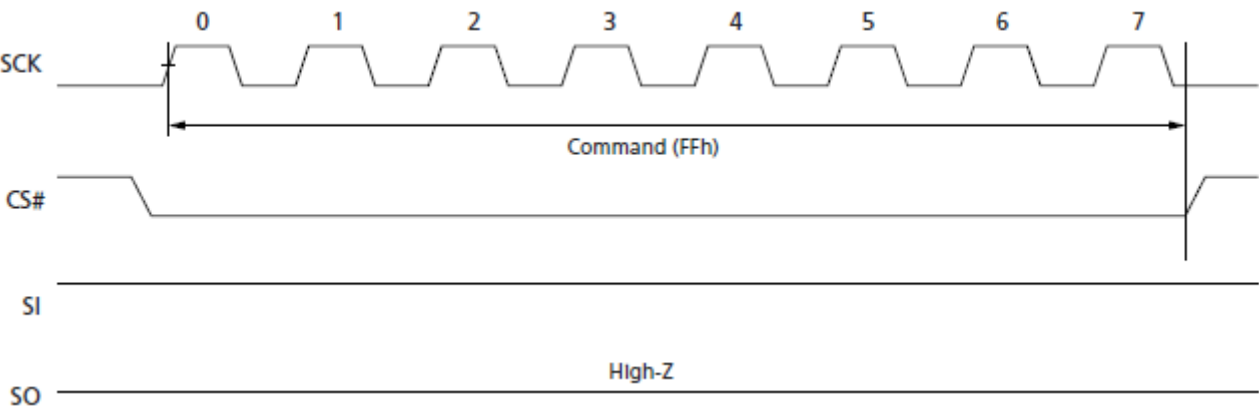 0 1 2 3 4 5 6 7
SCK
Command (FFh)
CS#
SI
High-Z
SO